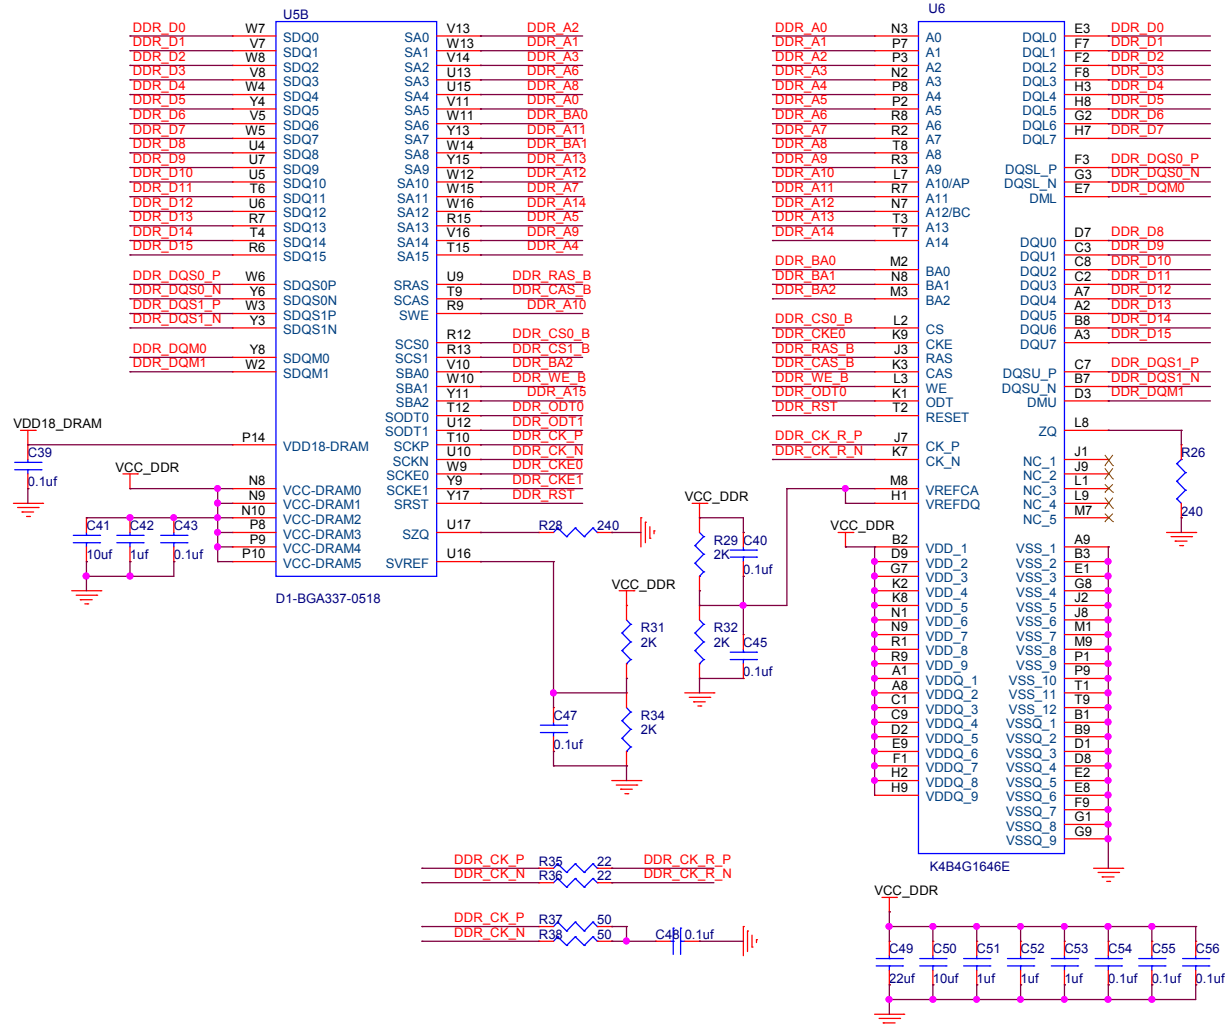 U5B
DDR_D0 W7 SDQ0 SA0 V13 DDR_A2
DDR_D1 V7 SDQ1 SA1 W13 DDR_A1
DDR_D2 W8 SDQ2 SA2 V14 DDR_A3
DDR_D3 V8 SDQ3 SA3 U13 DDR_A6
DDR_D4 W4 SDQ4 SA4 U15 DDR_A8
DDR_D5 Y4 SDQ5 SA5 V11 DDR_A0
DDR_D6 V5 SDQ6 SA6 W11 DDR_BA0
DDR_D7 W5 SDQ7 SA7 Y13 DDR_A11
DDR_D8 U4 SDQ8 SA8 W14 DDR_BA1
DDR_D9 U7 SDQ9 SA9 Y15 DDR_A13
DDR_D10 U5 SDQ10 SA10 W12 DDR_A12
DDR_D11 T6 SDQ11 SA11 W15 DDR_A7
DDR_D12 U6 SDQ12 SA12 W16 DDR_A14
DDR_D13 R7 SDQ13 SA13 R15 DDR_A5
DDR_D14 T4 SDQ14 SA14 V16 DDR_A9
DDR_D15 R6 SDQ15 SA15 T15 DDR_A4
DDR_DQS0_P W6 SDQS0P SRAS U9 DDR_RAS_B
DDR_DQS0_N Y6 SDQS0N SCAS T9 DDR_CAS_B
DDR_DQS1_P W3 SDQS1P SWE R9 DDR_A10
DDR_DQS1_N Y3 SDQS1N
SCS0 R12 DDR_CS0_B
DDR_DQM0 Y8 SDQM0 SCS1 R13 DDR_CS1_B
DDR_DQM1 W2 SDQM1 SBA0 V10 DDR_BA2
SBA1 W10 DDR_WE_B
SBA2 Y11 DDR_A15
SODT0 T12 DDR_ODT0
SODT1 U12 DDR_ODT1
VDD18_DRAM
P14 VDD18-DRAM SCKP T10 DDR_CK_P
SCKN U10 DDR_CK_N
C39
0.1uf
VCC_DDR
SCKE0 W9 DDR_CKE0
N8 VCC-DRAM0 SCKE1 Y9 DDR_CKE1
N9 VCC-DRAM1 SRST Y17 DDR_RST
N10 VCC-DRAM2
P8 VCC-DRAM3 SZQ U17 R28 240
P9 VCC-DRAM4
P10 VCC-DRAM5 SVREF U16
C41 C42 C43
10uf 1uf 0.1uf
D1-BGA337-0518
VCC_DDR
R31
2K
C47
0.1uf
R34
2K
VCC_DDR
R29
2K
C40
0.1uf
R32
2K
C45
0.1uf
U6
DDR_A0 N3 A0 DQL0 E3 DDR_D0
DDR_A1 P7 A1 DQL1 F7 DDR_D1
DDR_A2 P3 A2 DQL2 F2 DDR_D2
DDR_A3 N2 A3 DQL3 F8 DDR_D3
DDR_A4 P8 A4 DQL4 H3 DDR_D4
DDR_A5 P2 A5 DQL5 H8 DDR_D5
DDR_A6 R8 A6 DQL6 G2 DDR_D6
DDR_A7 R2 A7 DQL7 H7 DDR_D7
DDR_A8 T8 A8
DDR_A9 R3 A9 DQSL_P F3 DDR_DQS0_P
DDR_A10 L7 A10/AP DQSL_N G3 DDR_DQS0_N
DDR_A11 R7 A11 DML E7 DDR_DQM0
DDR_A12 N7 A12/BC
DDR_A13 T3 A13
DDR_A14 T7 A14 DQU0 D7 DDR_D8
DQU1 C3 DDR_D9
DDR_BA0 M2 BA0 DQU2 C8 DDR_D10
DDR_BA1 N8 BA1 DQU3 C2 DDR_D11
DDR_BA2 M3 BA2 DQU4 A7 DDR_D12
DQU5 A2 DDR_D13
DDR_CS0_B L2 CS DQU6 B8 DDR_D14
DDR_CKE0 K9 CKE DQU7 A3 DDR_D15
DDR_RAS_B J3 RAS
DDR_CAS_B K3 CAS DQSU_P C7 DDR_DQS1_P
DDR_WE_B L3 WE DQSU_N B7 DDR_DQS1_N
DDR_ODT0 K1 ODT DMU D3 DDR_DQM1
DDR_RST T2 RESET
ZQ L8
DDR_CK_R_P J7 CK_P
DDR_CK_R_N K7 CK_N NC_1 J1
NC_2 J9
M8 VREFCA NC_3 L1
H1 VREFDQ NC_4 L9
NC_5 M7
R26
240
VCC_DDR
B2 VDD_1 VSS_1 A9
D9 VDD_2 VSS_2 B3
G7 VDD_3 VSS_3 E1
K2 VDD_4 VSS_4 G8
K8 VDD_5 VSS_5 J2
N1 VDD_6 VSS_6 J8
N9 VDD_7 VSS_7 M1
R1 VDD_8 VSS_8 M9
R9 VDD_9 VSS_9 P1
A1 VDDQ_1 VSS_10 P9
A8 VDDQ_2 VSS_11 T1
C1 VDDQ_3 VSS_12 T9
C9 VDDQ_4 VSSQ_1 B1
D2 VDDQ_5 VSSQ_2 B9
E9 VDDQ_6 VSSQ_3 D1
F1 VDDQ_7 VSSQ_4 D8
H2 VDDQ_8 VSSQ_5 E2
H9 VDDQ_9 VSSQ_6 E8
VSSQ_7 F9
VSSQ_8 G1
VSSQ_9 G9
K4B4G1646E
DDR_CK_P R35 22 DDR_CK_R_P
DDR_CK_N R36 22 DDR_CK_R_N
DDR_CK_P R37 50
DDR_CK_N R38 50 C48 0.1uf
VCC_DDR
C49 C50 C51 C52 C53 C54 C55 C56
22uf 10uf 1uf 1uf 1uf 0.1uf 0.1uf 0.1uf